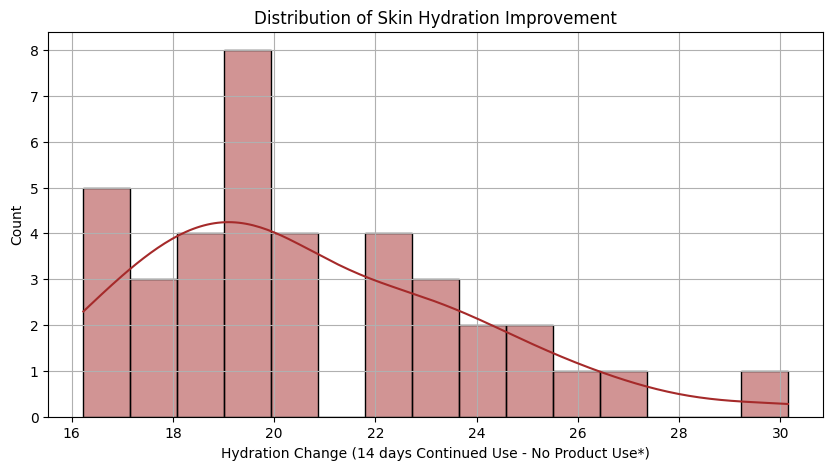 Distribution of Skin Hydration Improvement
8
7
6
5
4
3
2
1
0
Count
16 18 20 22 24 26 28 30
Hydration Change (14 days Continued Use - No Product Use*)